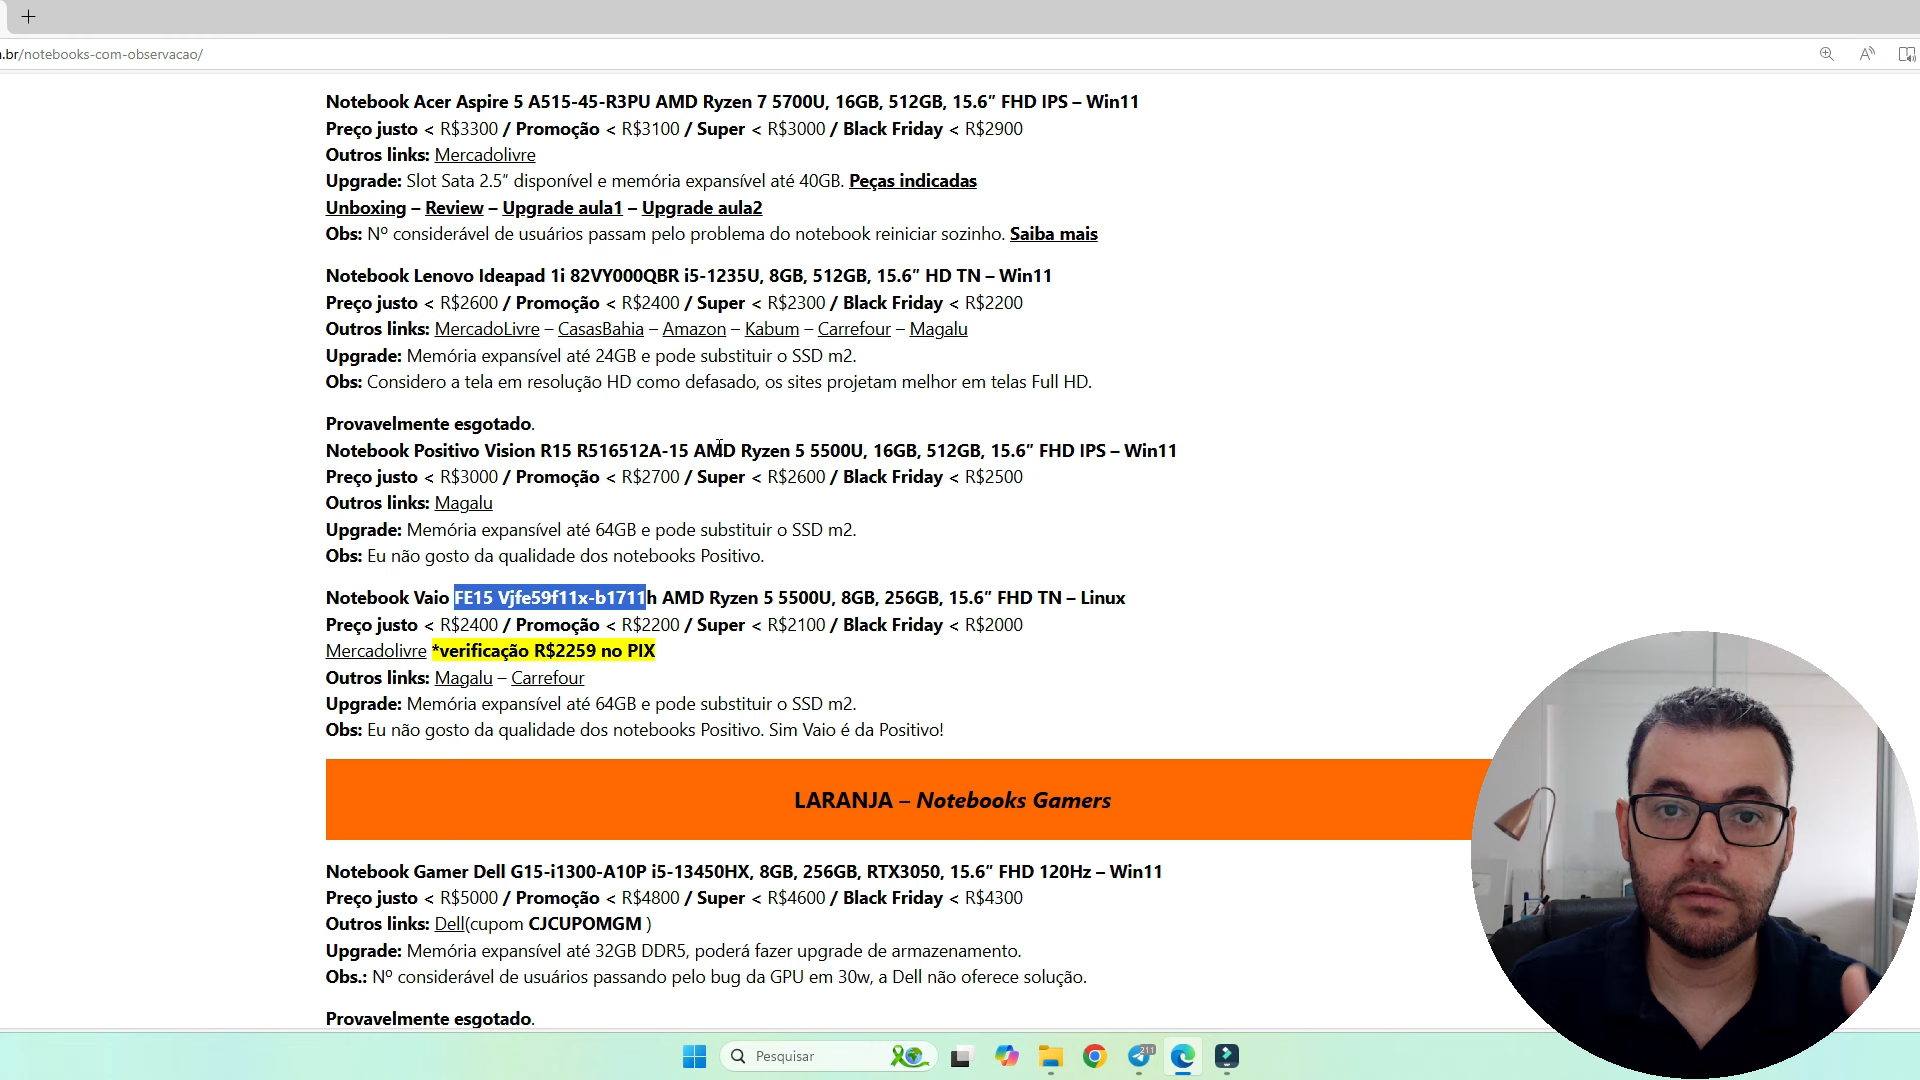 .br/notebooks-com-observacao/
Notebook Acer Aspire 5 A515-45-R3PU AMD Ryzen 7 5700U, 16GB, 512GB, 15.6” FHD IPS – Win11
Preço justo < R$3300 / Promoção < R$3100 / Super < R$3000 / Black Friday < R$2900
Outros links: Mercadolivre
Upgrade: Slot Sata 2.5” disponível e memória expansível até 40GB. Peças indicadas
Unboxing – Review – Upgrade aula1 – Upgrade aula2
Obs: Nº considerável de usuários passam pelo problema do notebook reiniciar sozinho. Saiba mais
Notebook Lenovo Ideapad 1i 82VY000QBR i5-1235U, 8GB, 512GB, 15.6” HD TN – Win11
Preço justo < R$2600 / Promoção < R$2400 / Super < R$2300 / Black Friday < R$2200
Outros links: MercadoLivre – CasasBahia – Amazon – Kabum – Carrefour – Magalu
Upgrade: Memória expansível até 24GB e pode substituir o SSD m2.
Obs: Considero a tela em resolução HD como defasado, os sites projetam melhor em telas Full HD.
Provavelmente esgotado.
Notebook Positivo Vision R15 R516512A-15 AMD Ryzen 5 5500U, 16GB, 512GB, 15.6” FHD IPS – Win11
Preço justo < R$3000 / Promoção < R$2700 / Super < R$2600 / Black Friday < R$2500
Outros links: Magalu
Upgrade: Memória expansível até 64GB e pode substituir o SSD m2.
Obs: Eu não gosto da qualidade dos notebooks Positivo.
Notebook Vaio FE15 Vjfe59f11x-b1711h AMD Ryzen 5 5500U, 8GB, 256GB, 15.6” FHD TN – Linux
Preço justo < R$2400 / Promoção < R$2200 / Super < R$2100 / Black Friday < R$2000
Mercadolivre *verificação R$2259 no PIX
Outros links: Magalu – Carrefour
Upgrade: Memória expansível até 64GB e pode substituir o SSD m2.
Obs: Eu não gosto da qualidade dos notebooks Positivo. Sim Vaio é da Positivo!
LARANJA – Notebooks Gamers
Notebook Gamer Dell G15-i1300-A10P i5-13450HX, 8GB, 256GB, RTX3050, 15.6” FHD 120Hz – Win11
Preço justo < R$5000 / Promoção < R$4800 / Super < R$4600 / Black Friday < R$4300
Outros links: Dell(cupom CJCUPOMGM )
Upgrade: Memória expansível até 32GB DDR5, poderá fazer upgrade de armazenamento.
Obs.: Nº considerável de usuários passando pelo bug da GPU em 30w, a Dell não oferece solução.
Provavelmente esgotado.
Pesquisar
211